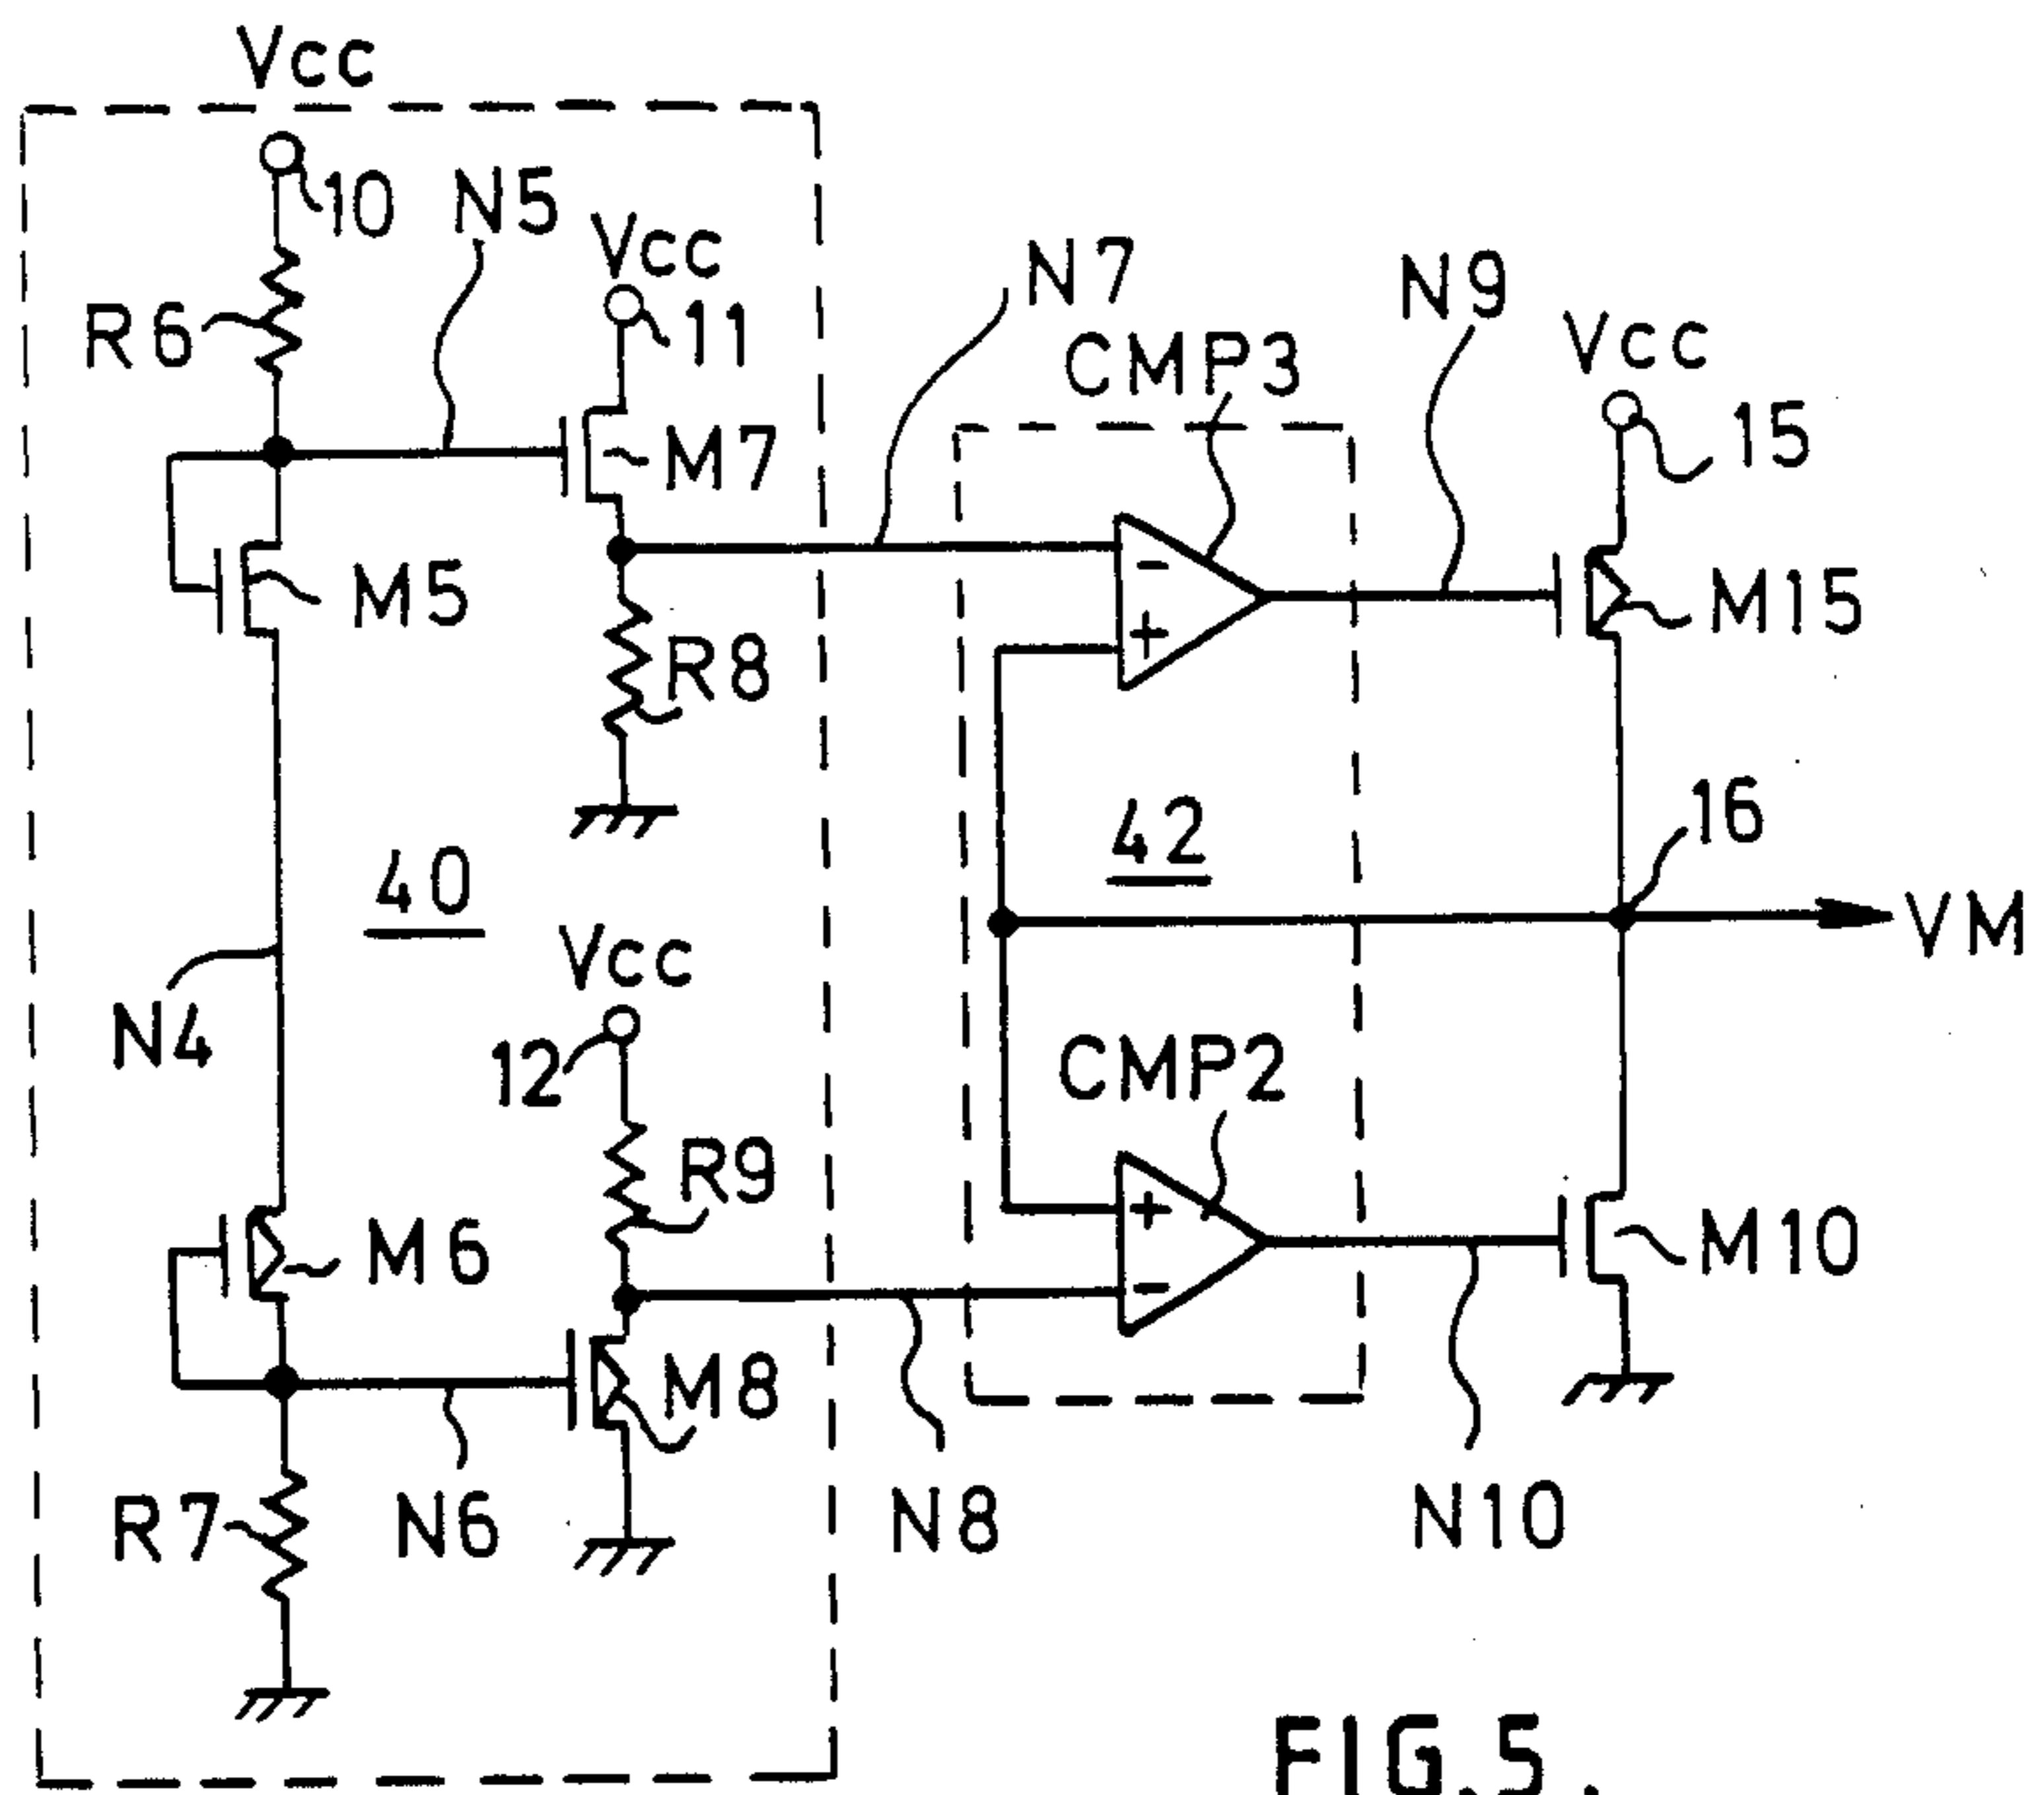 Vcc
10
N5
Vcc
11
R6
M7
N7
CMP3
N9
Vcc
15
M5
R8
-
+
M15
40
42
16
VM
N4
Vcc
12
CMP2
R9
+
-
M10
M6
M8
R7
N6
N8
N10
FIG.5.